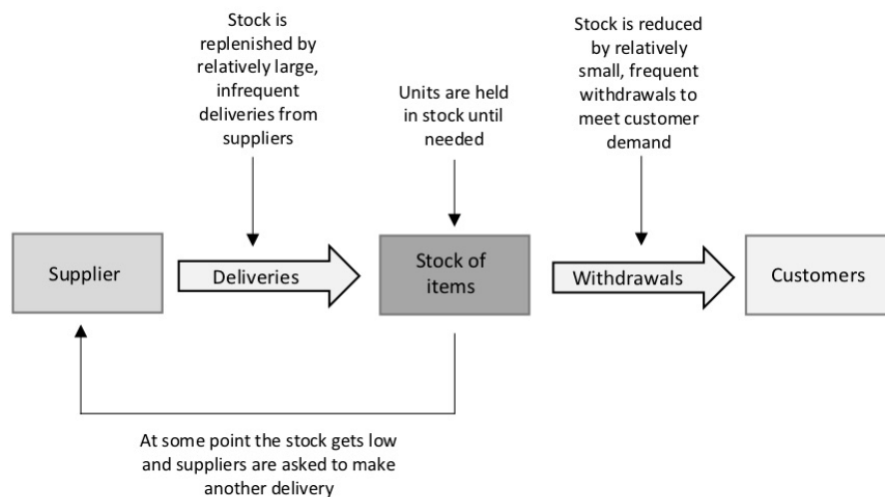 Stock is
replenished by
relatively large,
infrequent
deliveries from
suppliers
Units are held
in stock until
needed
Stock is reduced
by relatively
small, frequent
withdrawals to
meet customer
demand
Supplier
Deliveries
Stock of
items
Withdrawals
Customers
At some point the stock gets low
and suppliers are asked to make
another delivery